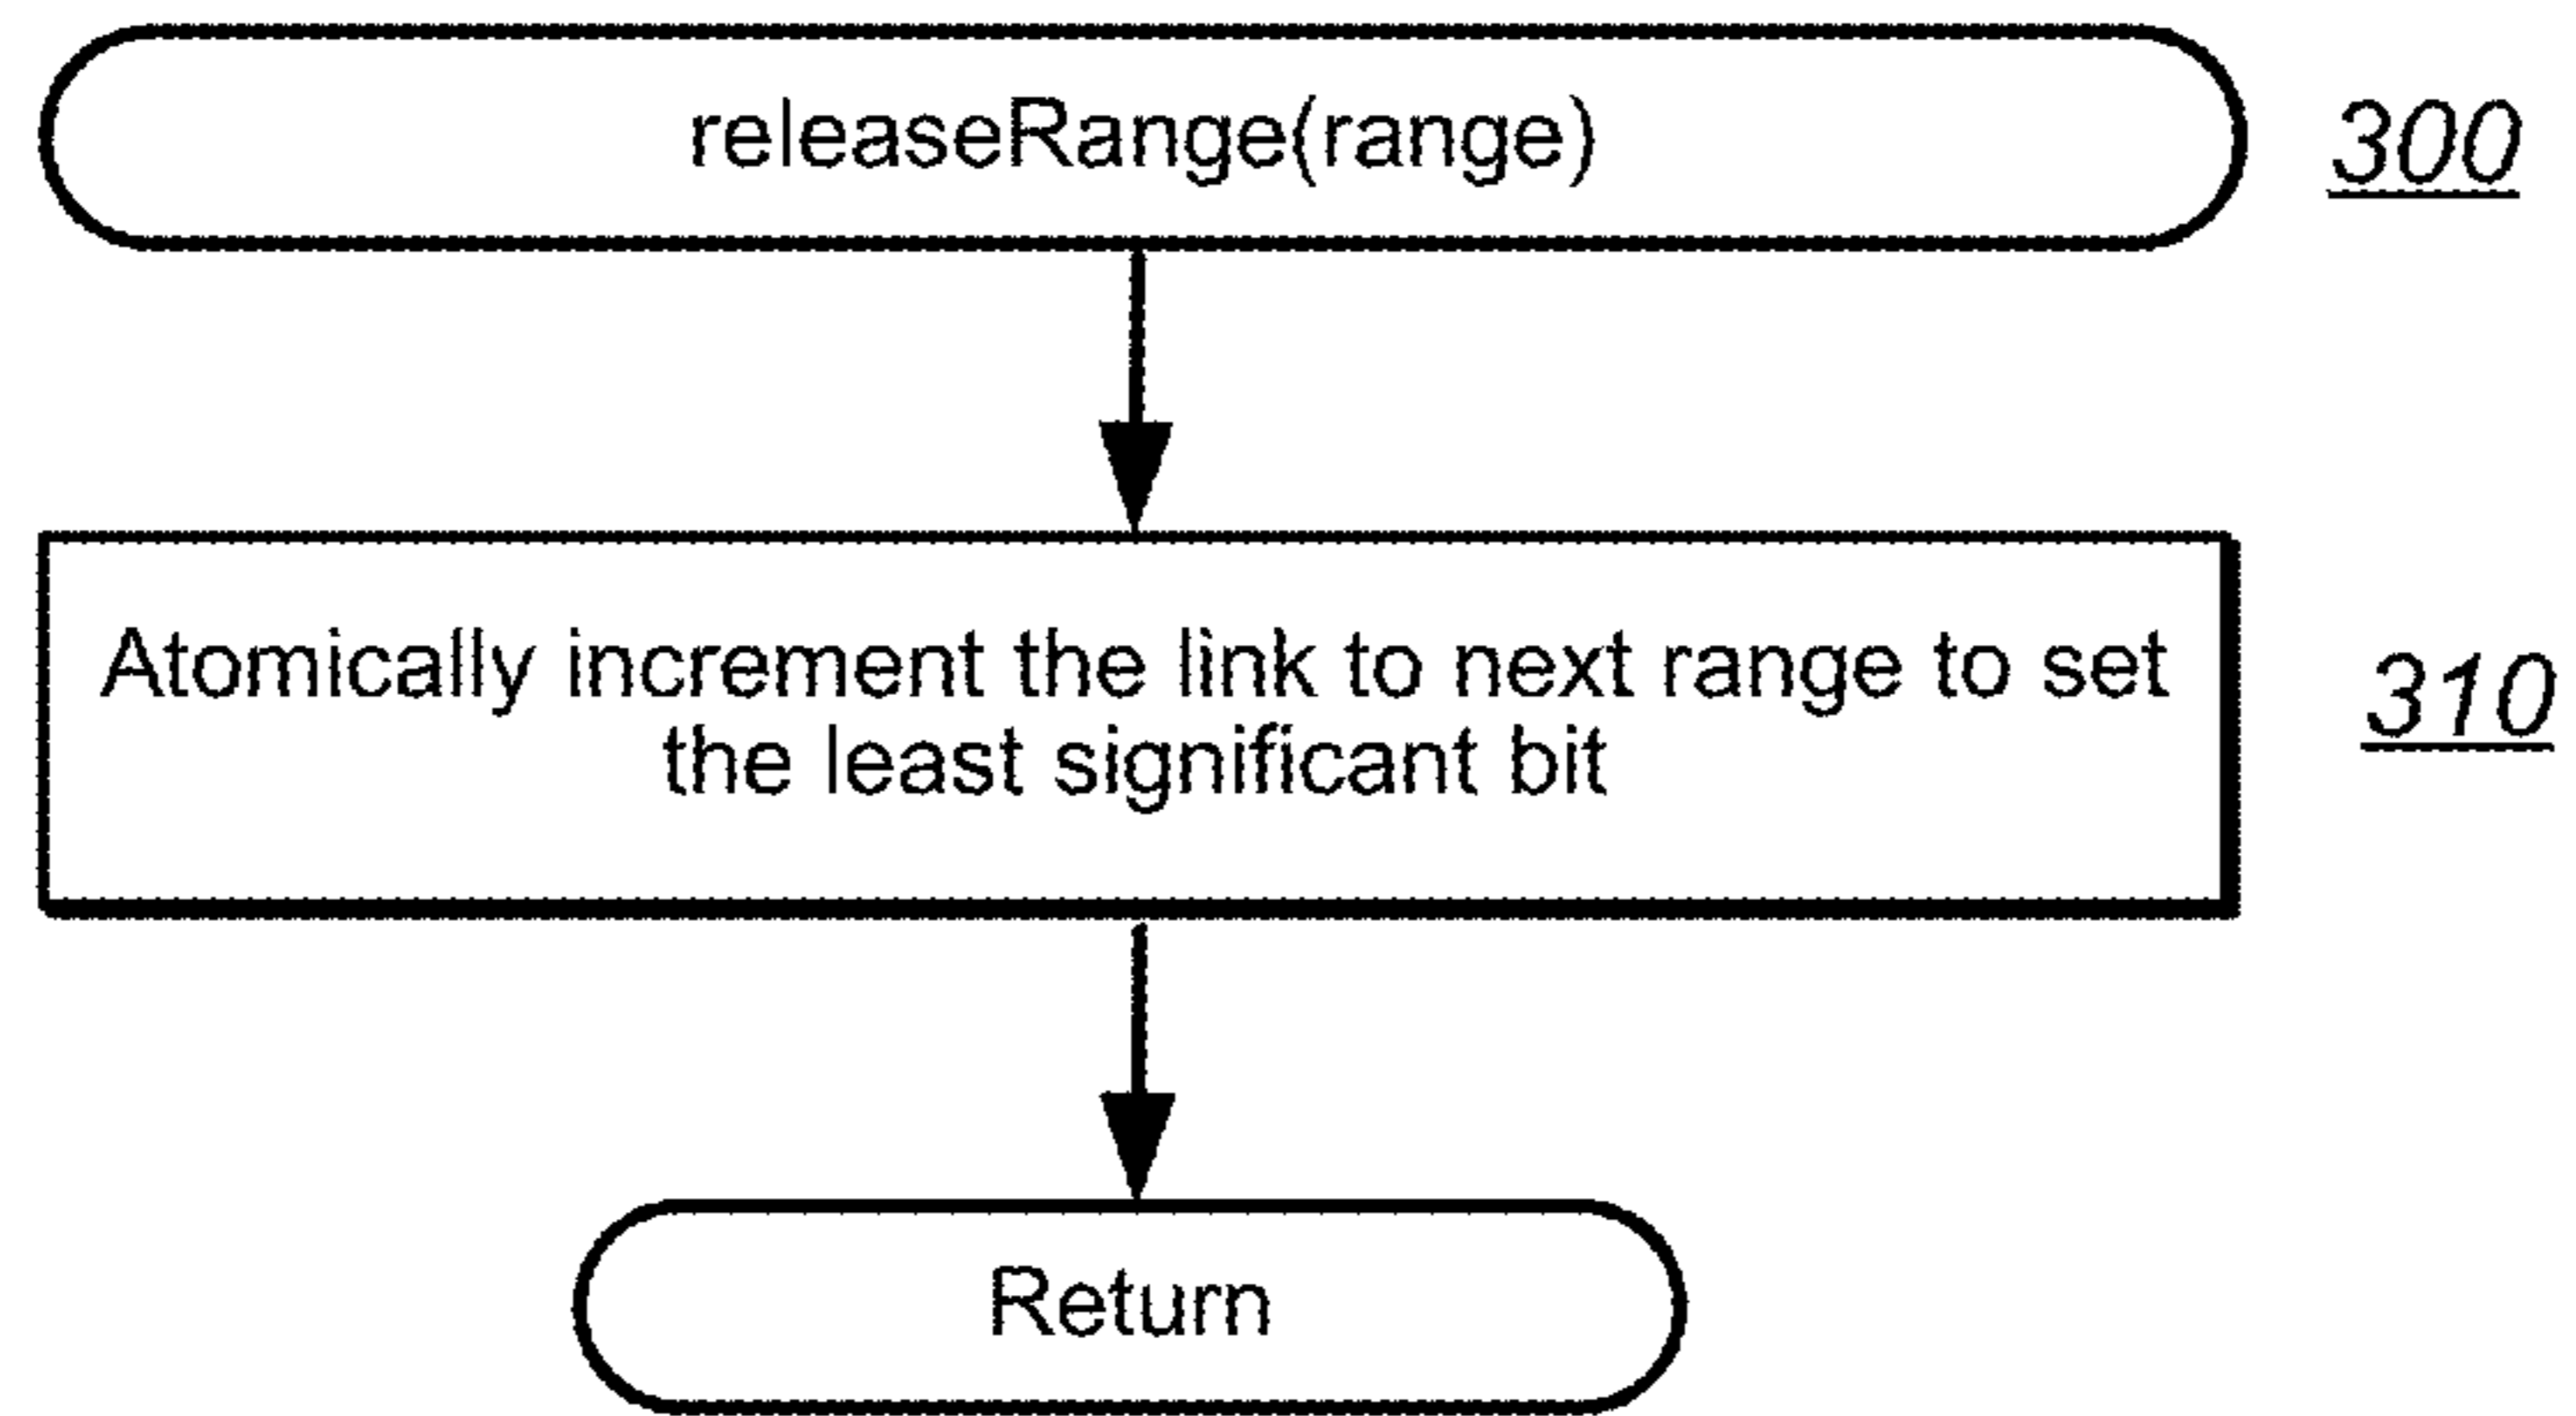 releaseRange(range)
300
Atomically increment the link to next range to set
the least significant bit
310
Return